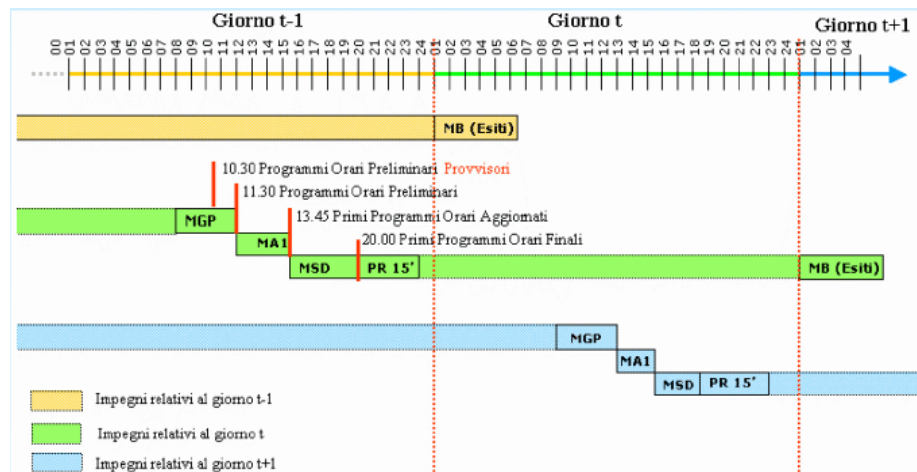 Giorno t-1
Giorno t
Giorno t+1
00 01 02 03 04 05 06 07 08 09 10 11 12 13 14 15 16 17 18 19 20 21 22 23 24 01 02 03 04 05 06 07 08 09 10 11 12 13 14 15 16 17 18 19 20 21 22 23 24 01 02 03 04
MB (Esiti)
10.30 Programmi Orari Preliminari Provvisori
11.30 Programmi Orari Preliminari
MGP
13.45 Primi Programmi Orari Aggiornati
MA1
20.00 Primi Programmi Orari Finali
MSD
PR 15'
MB (Esiti)
MGP
MA1
MSD
PR 15'
Impegni relativi al giorno t-1
Impegni relativi al giorno t
Impegni relativi al giorno t+1